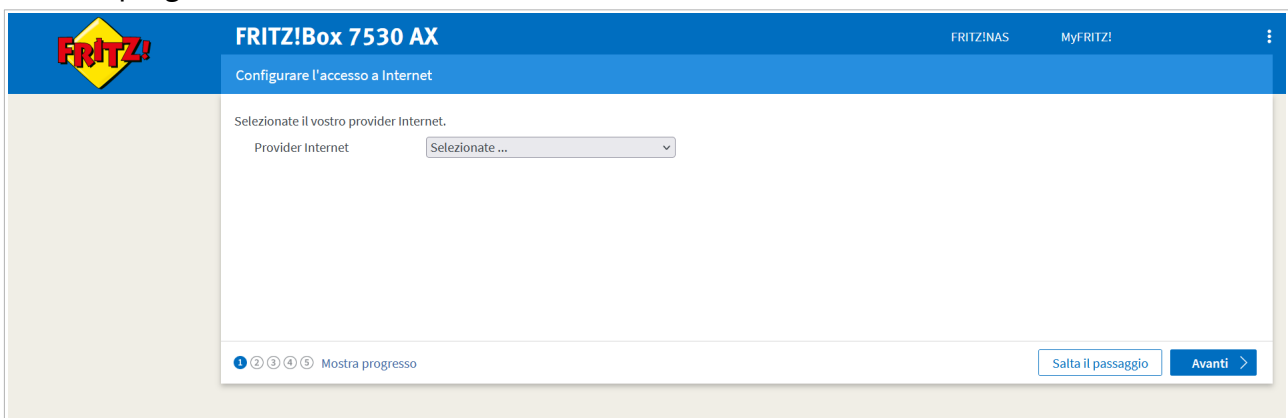 FRITZ!
FRITZ!Box 7530 AX
FRITZ!NAS
MyFRITZ!
Configurare l'accesso a Internet
Selezionate il vostro provider Internet.
Provider Internet
Selezionate ...
1 2 3 4 5 Mostra progresso
Salta il passaggio
Avanti